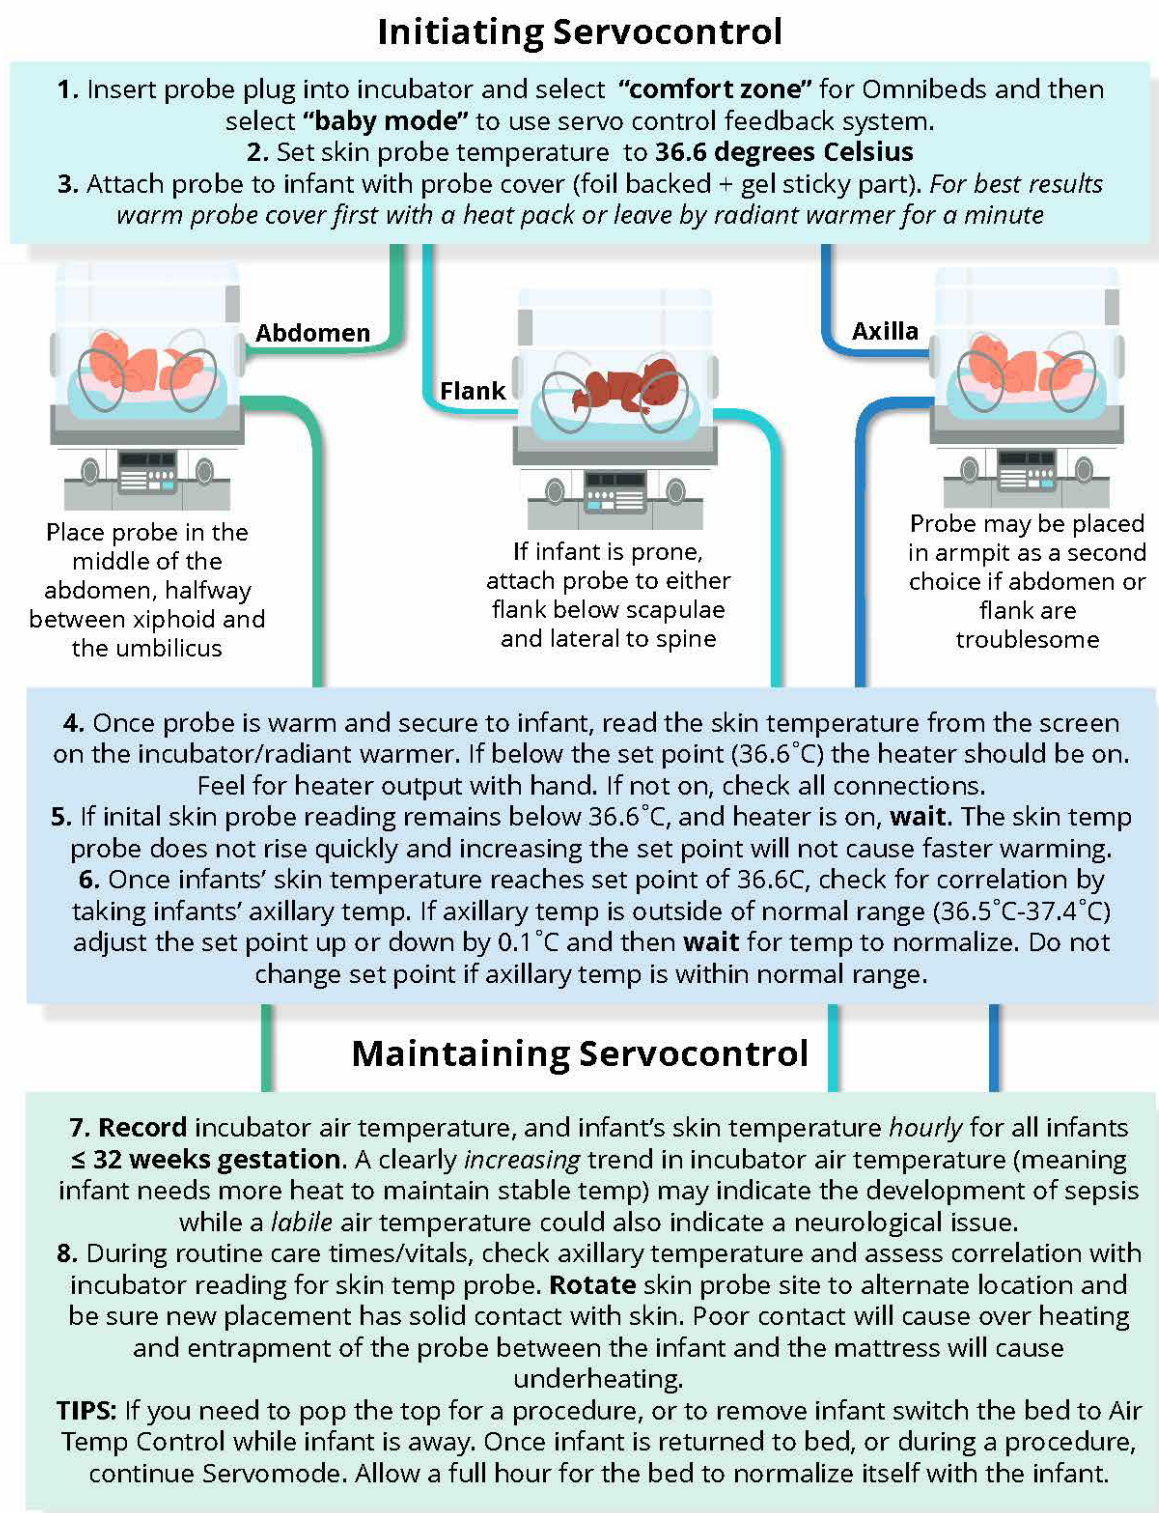 Initiating Servocontrol
1. Insert probe plug into incubator and select "comfort zone" for Omnibeds and then
select "baby mode" to use servo control feedback system.
2. Set skin probe temperature to 36.6 degrees Celsius
3. Attach probe to infant with probe cover (foil backed + gel sticky part). For best results
warm probe cover first with a heat pack or leave by radiant warmer for a minute
Abdomen
Place probe in the
middle of the
abdomen, halfway
between xiphoid and
the umbilicus
Flank
If infant is prone,
attach probe to either
flank below scapulae
and lateral to spine
Axilla
Probe may be placed
in armpit as a second
choice if abdomen or
flank are
troublesome
4. Once probe is warm and secure to infant, read the skin temperature from the screen
on the incubator/radiant warmer. If below the set point (36.6°C) the heater should be on.
Feel for heater output with hand. If not on, check all connections.
5. If inital skin probe reading remains below 36.6°C, and heater is on, wait. The skin temp
probe does not rise quickly and increasing the set point will not cause faster warming.
6. Once infants' skin temperature reaches set point of 36.6C, check for correlation by
taking infants' axillary temp. If axillary temp is outside of normal range (36.5°C-37.4°C)
adjust the set point up or down by 0.1°C and then wait for temp to normalize. Do not
change set point if axillary temp is within normal range.
Maintaining Servocontrol
7. Record incubator air temperature, and infant's skin temperature hourly for all infants
≤ 32 weeks gestation. A clearly increasing trend in incubator air temperature (meaning
infant needs more heat to maintain stable temp) may indicate the development of sepsis
while a labile air temperature could also indicate a neurological issue.
8. During routine care times/vitals, check axillary temperature and assess correlation with
incubator reading for skin temp probe. Rotate skin probe site to alternate location and
be sure new placement has solid contact with skin. Poor contact will cause over heating
and entrapment of the probe between the infant and the mattress will cause
underheating.
TIPS: If you need to pop the top for a procedure, or to remove infant switch the bed to Air
Temp Control while infant is away. Once infant is returned to bed, or during a procedure,
continue Servomode. Allow a full hour for the bed to normalize itself with the infant.